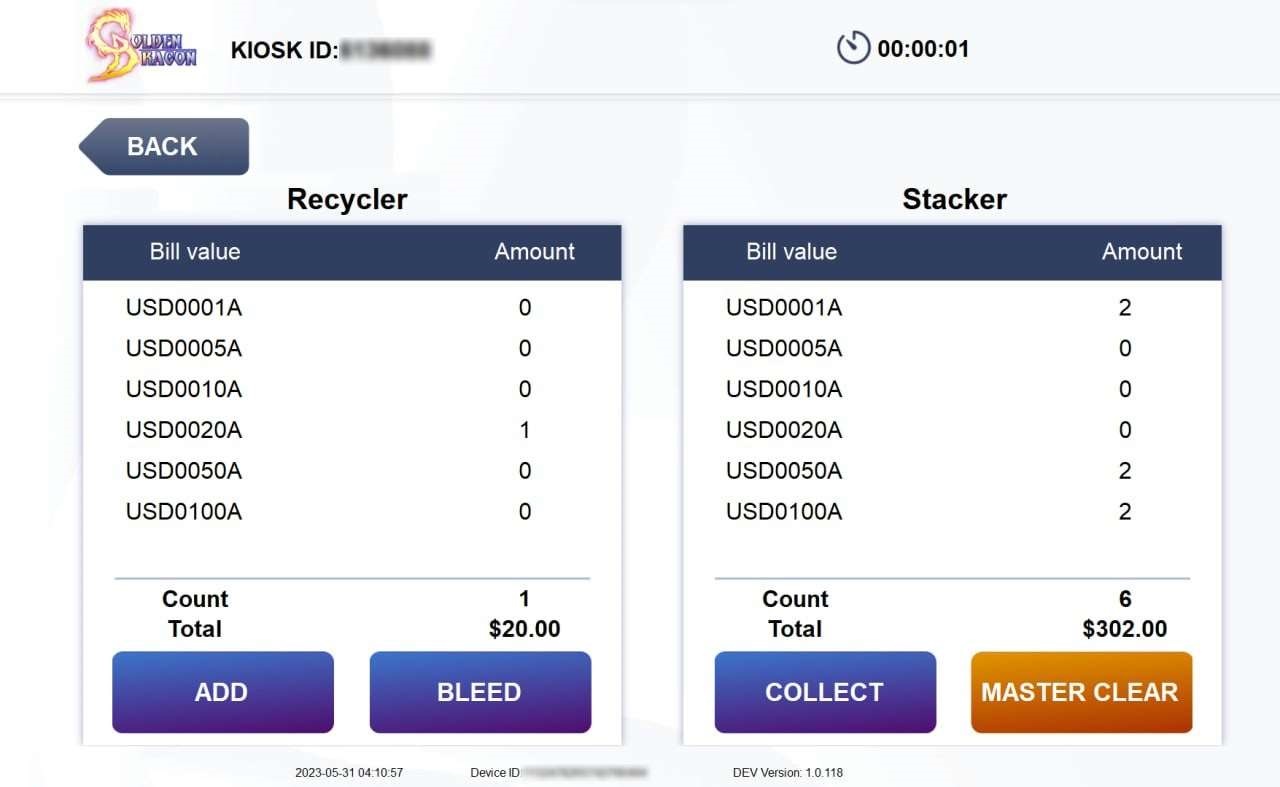 GOLDEN
DRAGON
KIOSK ID:
00:00:01
BACK
Recycler
Bill value Amount
USD0001A 0
USD0005A 0
USD0010A 0
USD0020A 1
USD0050A 0
USD0100A 0
Count 1
Total $20.00
ADD BLEED
Stacker
Bill value Amount
USD0001A 2
USD0005A 0
USD0010A 0
USD0020A 0
USD0050A 2
USD0100A 2
Count 6
Total $302.00
COLLECT MASTER CLEAR
2023-05-31 04:10:57 Device ID DEV Version: 1.0.118